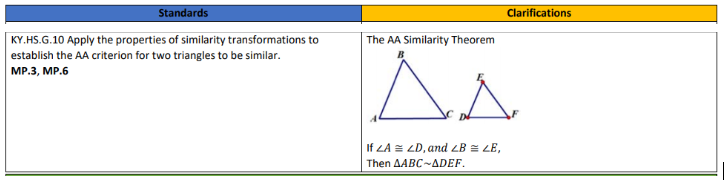 Standards
Clarifications
KY.HS.G.10 Apply the properties of similarity transformations to
establish the AA criterion for two triangles to be similar.
MP.3, MP.6
The AA Similarity Theorem
B
E
A
C
D
F
If ∠A ≅ ∠D, and ∠B ≅ ∠E,
Then ΔABC~ΔDEF.